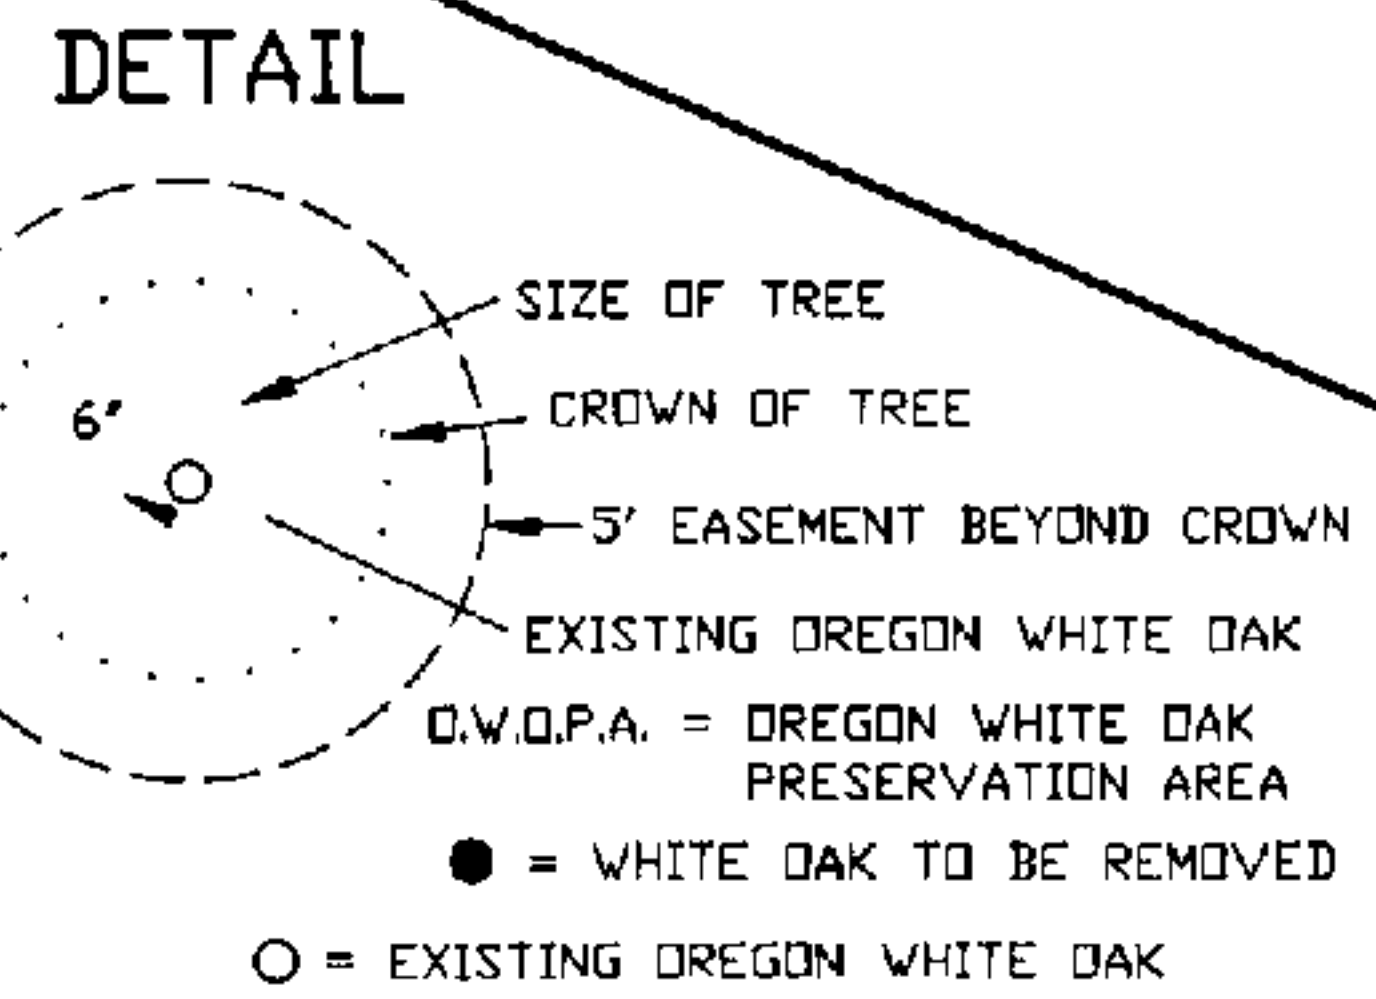 DETAIL
SIZE OF TREE
CROWN OF TREE
6"
5' EASEMENT BEYOND CROWN
EXISTING OREGON WHITE OAK
O.W.O.P.A. = OREGON WHITE OAK
PRESERVATION AREA
= WHITE OAK TO BE REMOVED
= EXISTING OREGON WHITE OAK